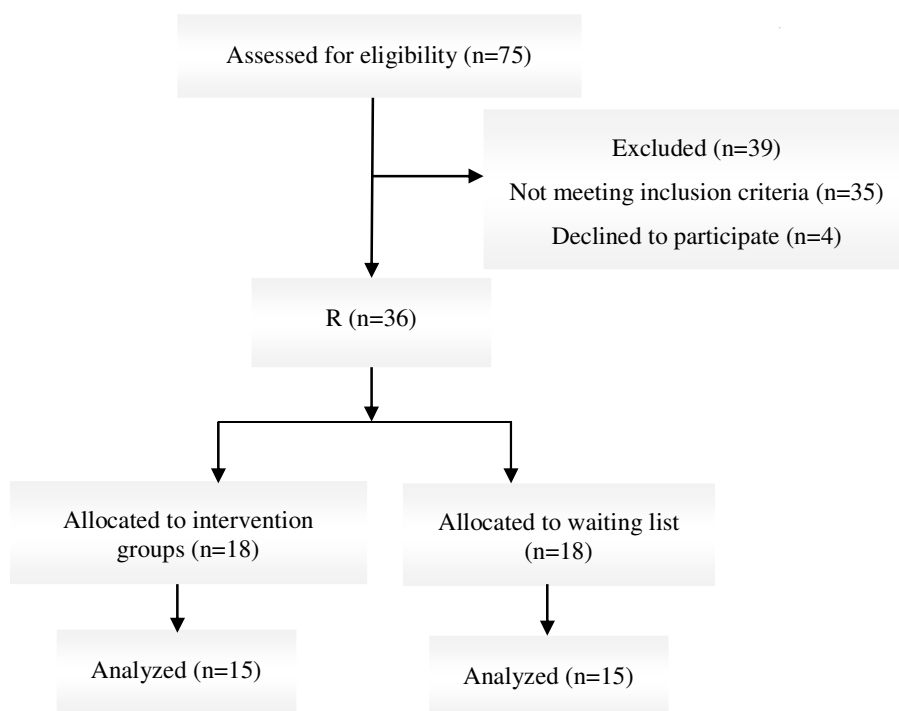 Assessed for eligibility (n=75)
Excluded (n=39)
Not meeting inclusion criteria (n=35)
Declined to participate (n=4)
R (n=36)
Allocated to intervention
groups (n=18)
Allocated to waiting list
(n=18)
Analyzed (n=15)
Analyzed (n=15)